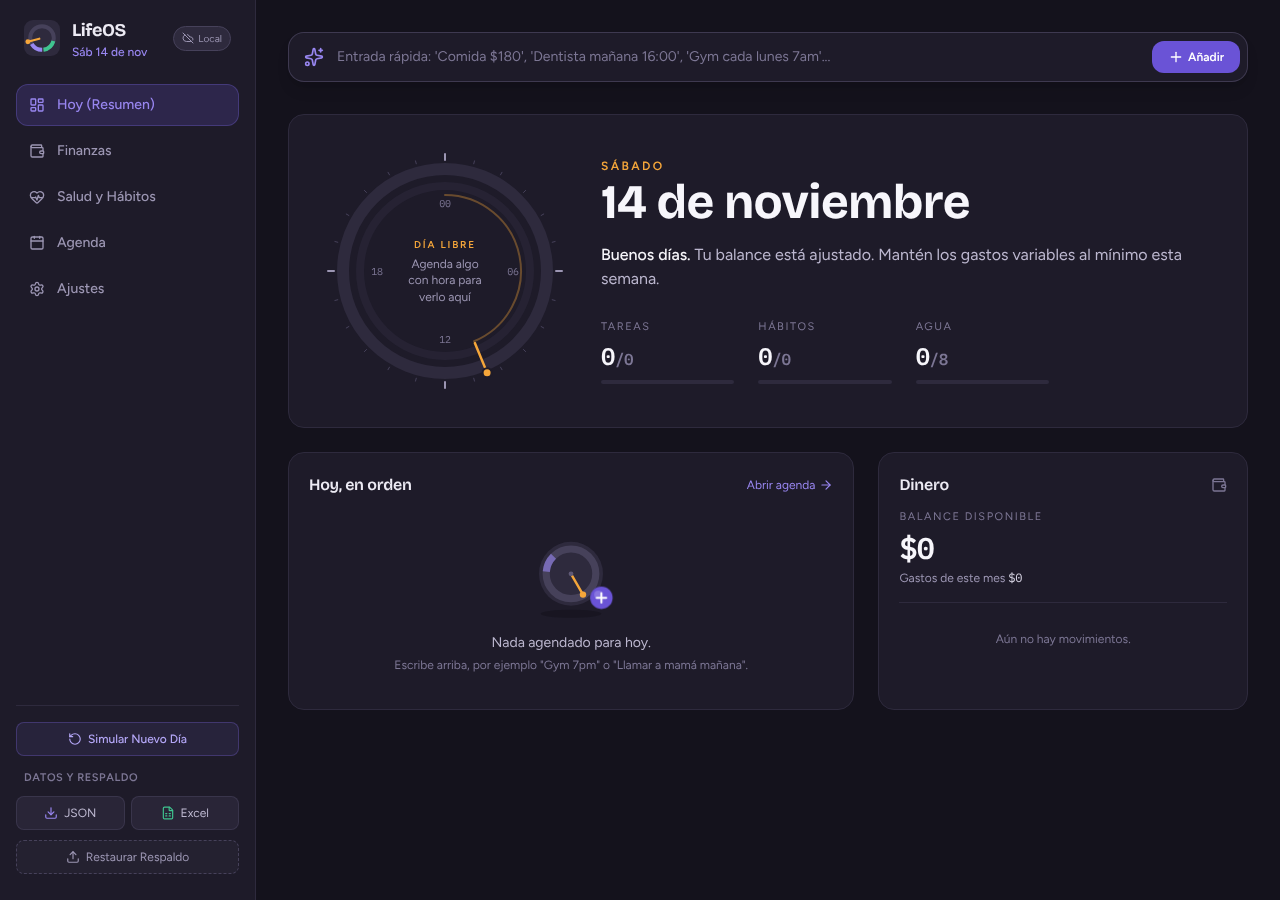 LifeOS
Sáb 14 de nov
Local
Hoy (Resumen)
Finanzas
Salud y Hábitos
Agenda
Ajustes
Simular Nuevo Día
DATOS Y RESPALDO
JSON
Excel
Restaurar Respaldo
Entrada rápida: 'Comida $180', 'Dentista mañana 16:00', 'Gym cada lunes 7am'...
Añadir
00
06
12
18
DÍA LIBRE
Agenda algo
con hora para
verlo aquí
SÁBADO
14 de noviembre
Buenos días. Tu balance está ajustado. Mantén los gastos variables al mínimo esta
semana.
TAREAS
0/0
HÁBITOS
0/0
AGUA
0/8
Hoy, en orden
Abrir agenda
Nada agendado para hoy.
Escribe arriba, por ejemplo "Gym 7pm" o "Llamar a mamá mañana".
Dinero
BALANCE DISPONIBLE
$0
Gastos de este mes $0
Aún no hay movimientos.